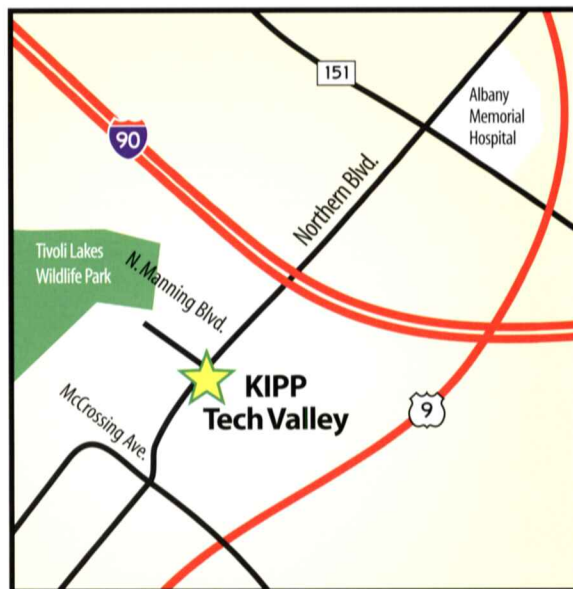 151
Albany
Memorial
Hospital
90
Northern Blvd.
Tivoli Lakes
Wildlife Park
N. Manning Blvd.
KIPP
Tech Valley
McCrossing Ave.
9